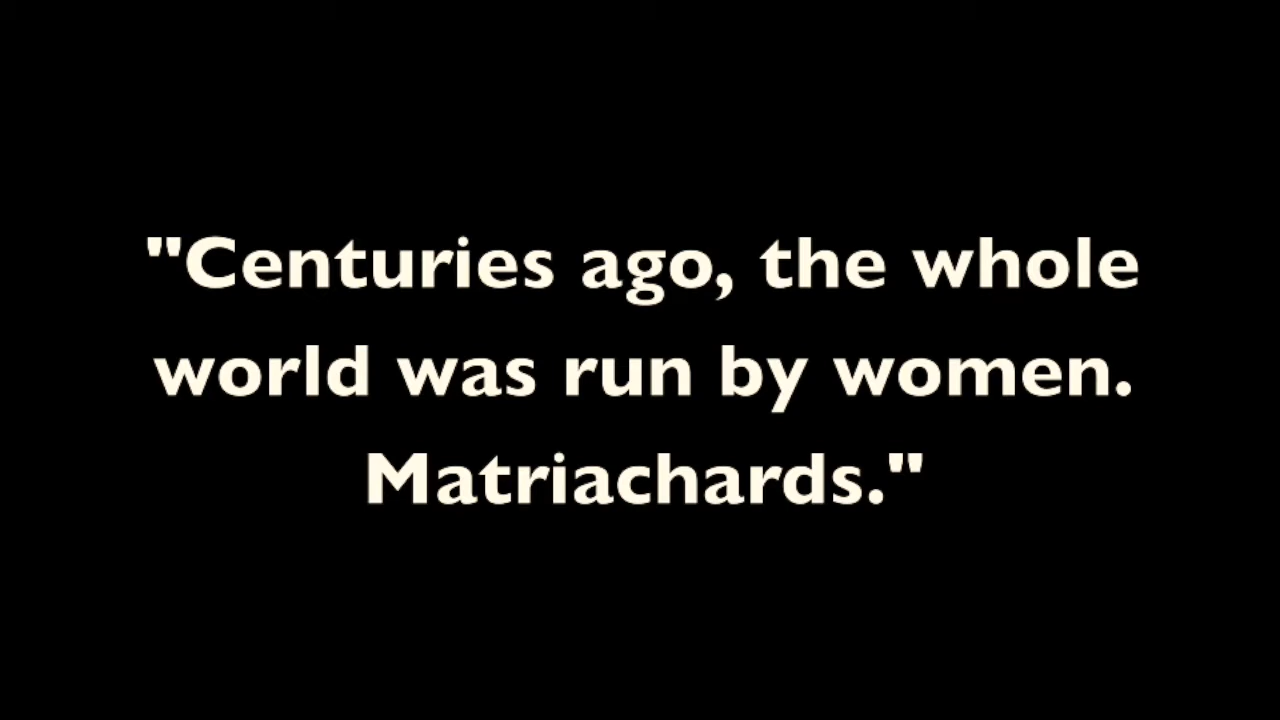 "Centuries ago, the whole
world was run by women.
Matriachards."